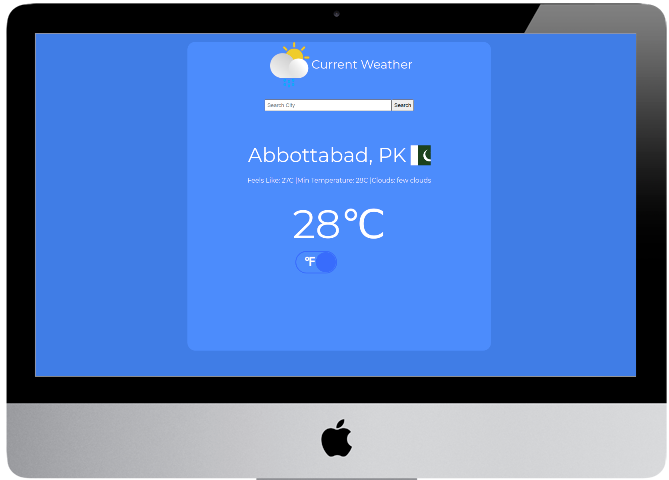 Current Weather
Search City Search
Abbottabad, PK
Feels Like: 27C |Min Temperature: 28C |Clouds: few clouds
28°C
°F